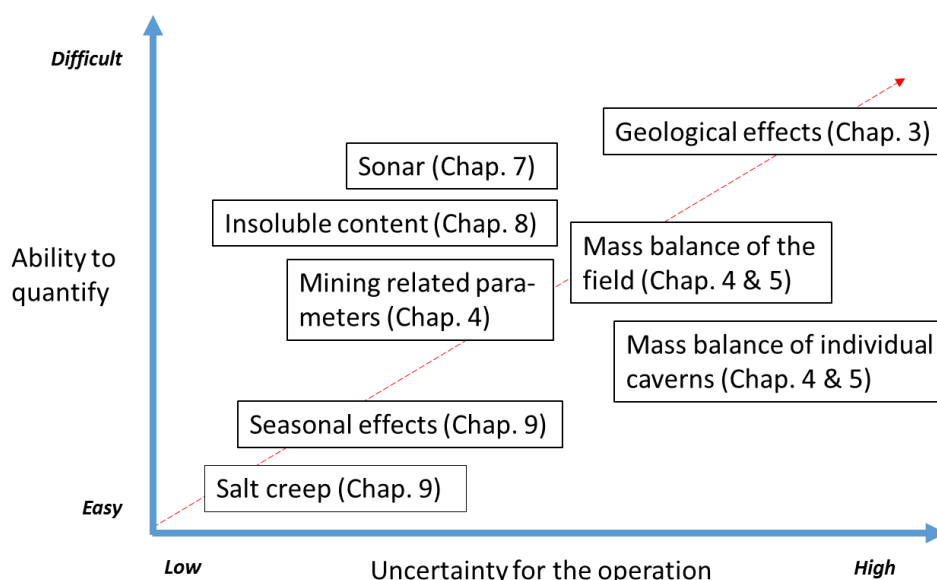 Difficult
Geological effects (Chap. 3)
Sonar (Chap. 7)
Insoluble content (Chap. 8)
Ability to
quantify
Mass balance of the
field (Chap. 4 & 5)
Mining related para-
meters (Chap. 4)
Mass balance of individual
caverns (Chap. 4 & 5)
Seasonal effects (Chap. 9)
Salt creep (Chap. 9)
Easy
Low
Uncertainty for the operation
High